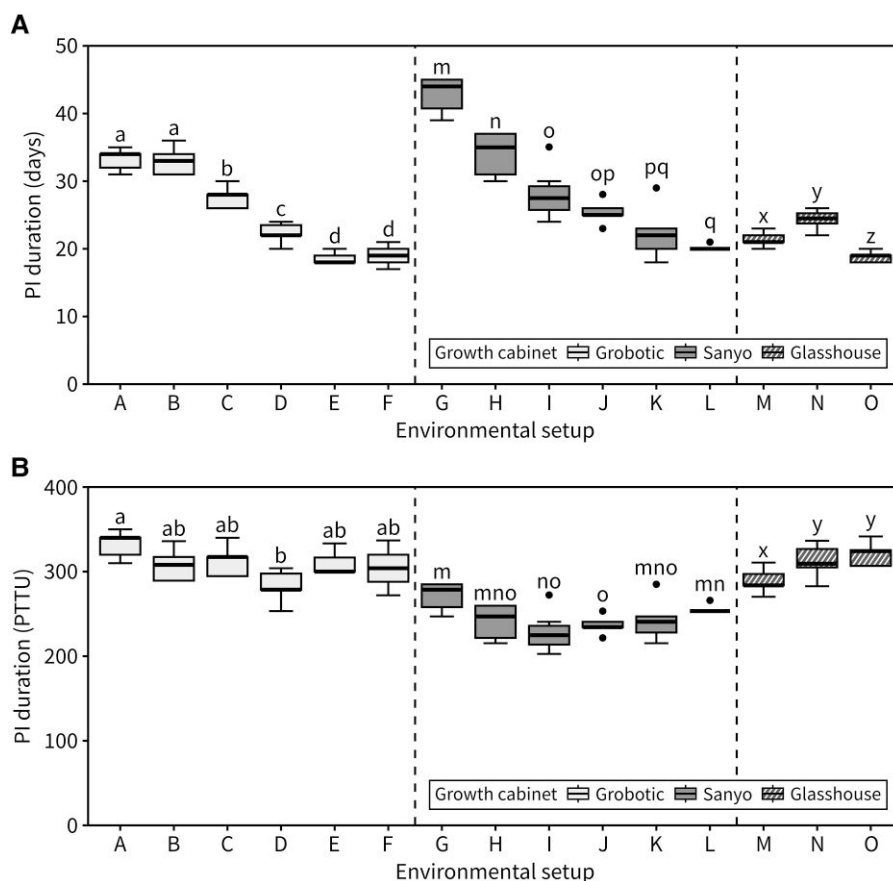 A
PI duration (days)
50
40
30
20
10
0
a a b c d d m n o op pq q x y z
Growth cabinet Grobotic Sanyo Glasshouse
A B C D E F G H I J K L M N O
Environmental setup
B
PI duration (PTTU)
400
300
200
100
0
a ab ab b ab ab m mno no o mno mn x y y
Growth cabinet Grobotic Sanyo Glasshouse
A B C D E F G H I J K L M N O
Environmental setup